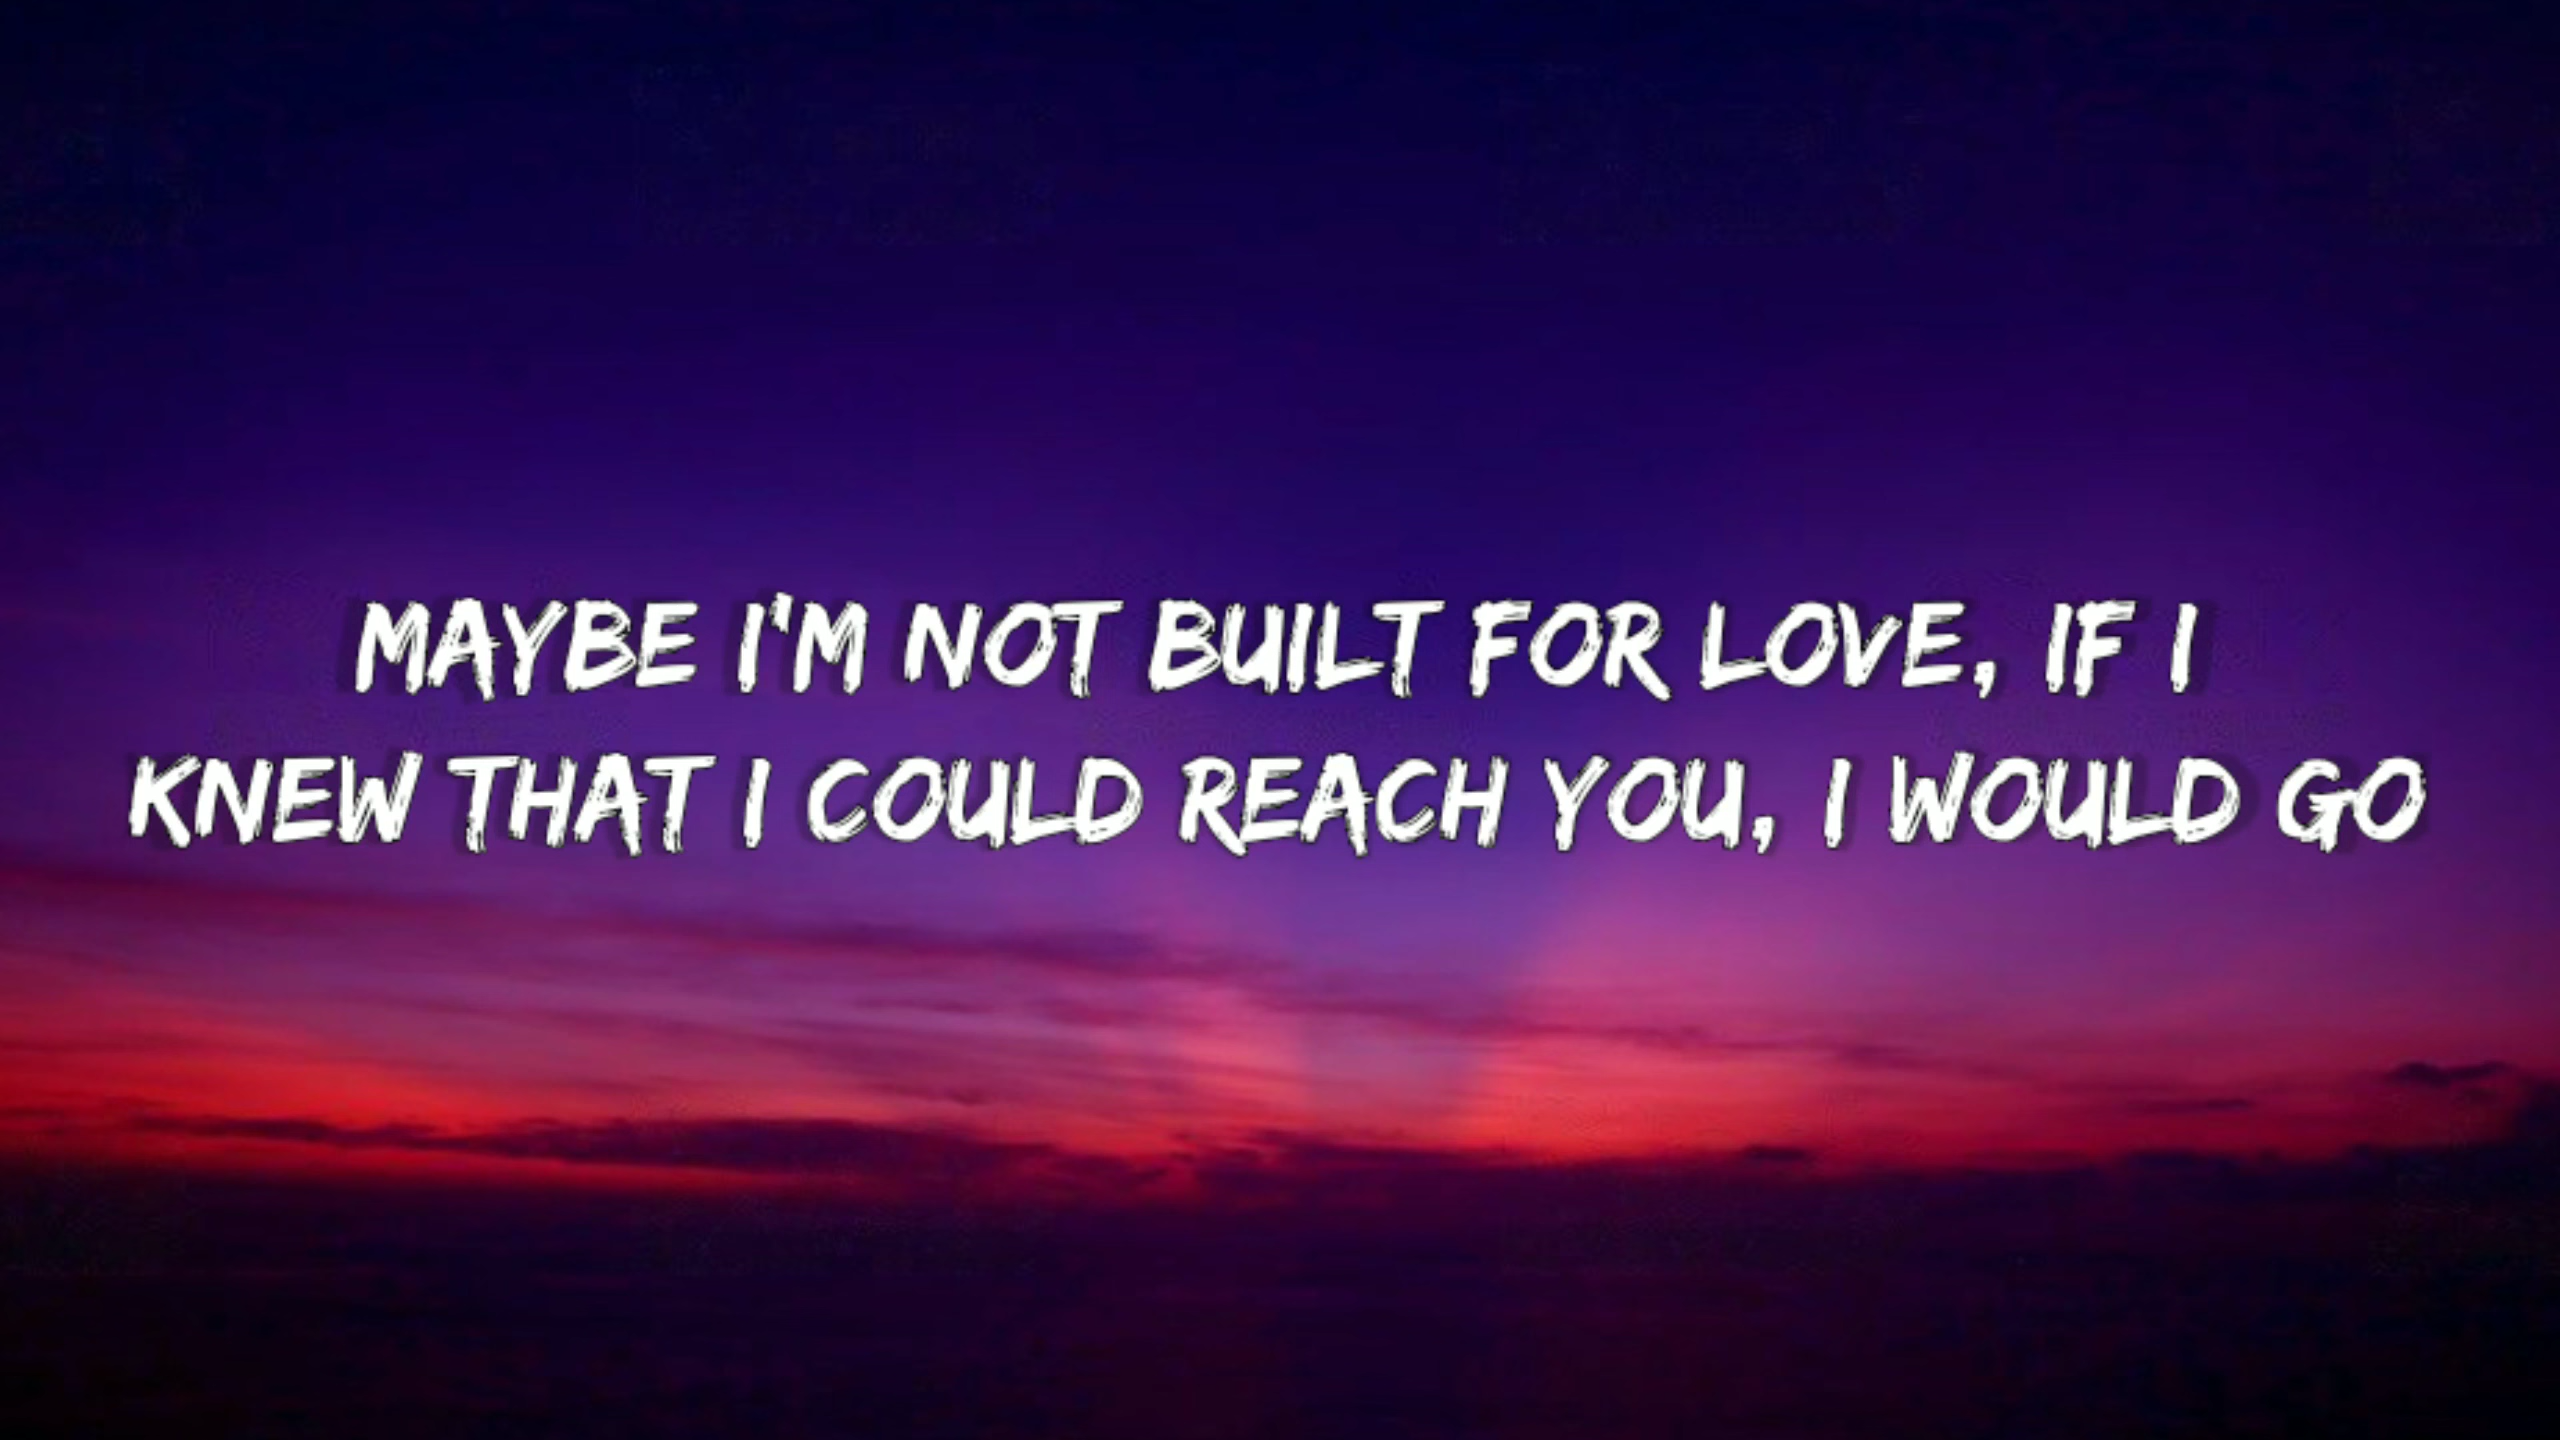 MAYBE I'M NOT BUILT FOR LOVE, IF I
KNEW THAT I COULD REACH YOU, I WOULD GO